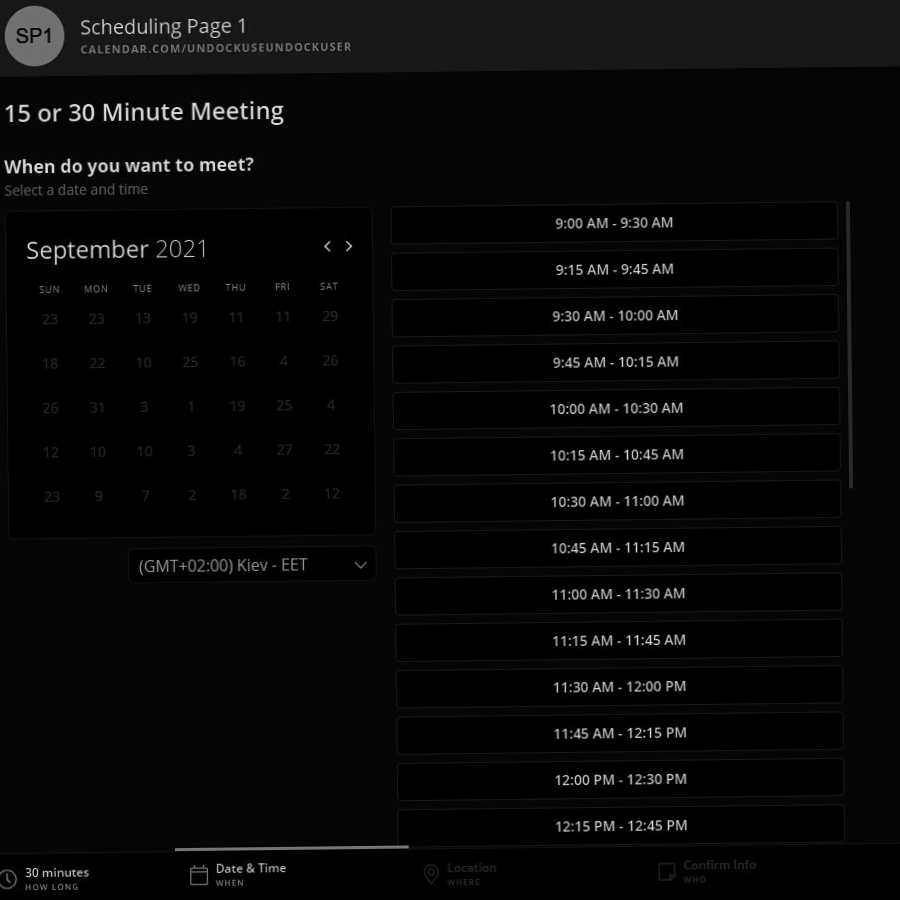 SP1
Scheduling Page 1
CALENDAR.COM/UNDOCKUSEUNDOCKUSER
15 or 30 Minute Meeting
When do you want to meet?
Select a date and time
September 2021
SUN MON TUE WED THU FRI SAT
23 23 13 19 11 11 29
18 22 10 25 16 4 26
26 31 3 1 19 25 4
12 10 10 3 4 27 22
23 9 7 2 18 2 12
(GMT+02:00) Kiev - EET
9:00 AM - 9:30 AM
9:15 AM - 9:45 AM
9:30 AM - 10:00 AM
9:45 AM - 10:15 AM
10:00 AM - 10:30 AM
10:15 AM - 10:45 AM
10:30 AM - 11:00 AM
10:45 AM - 11:15 AM
11:00 AM - 11:30 AM
11:15 AM - 11:45 AM
11:30 AM - 12:00 PM
11:45 AM - 12:15 PM
12:00 PM - 12:30 PM
12:15 PM - 12:45 PM
30 minutes
HOW LONG
Date & Time
WHEN
Location
WHERE
Confirm Info
WHO